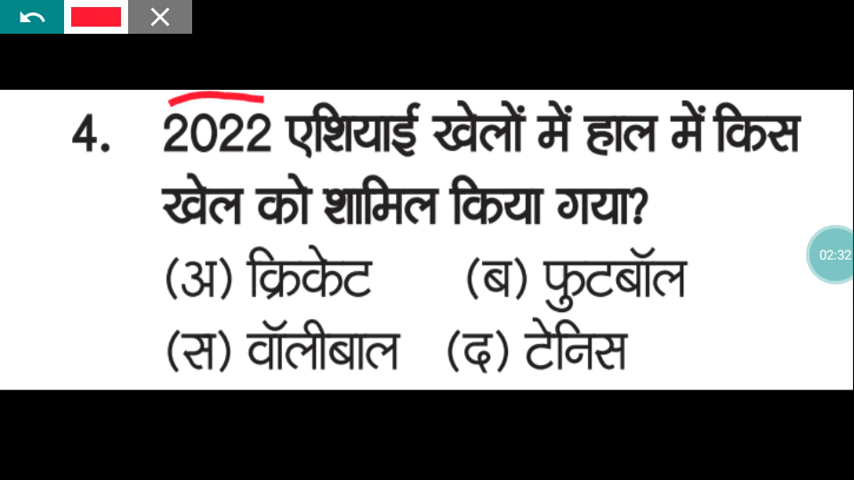 4. 2022 एशियाई खेलों में हाल में किस
खेल को शामिल किया गया?
(अ) क्रिकेट (ब) फुटबॉल
(स) वॉलीबाल (द) टेनिस
02:32